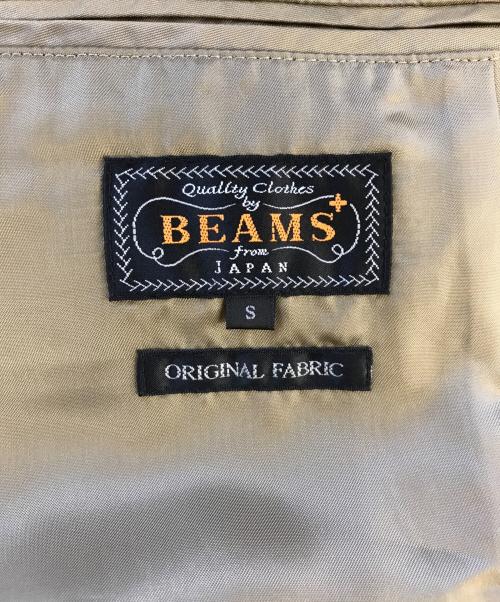 Quality Clothes
by
BEAMS+
from
JAPAN
S
ORIGINAL FABRIC